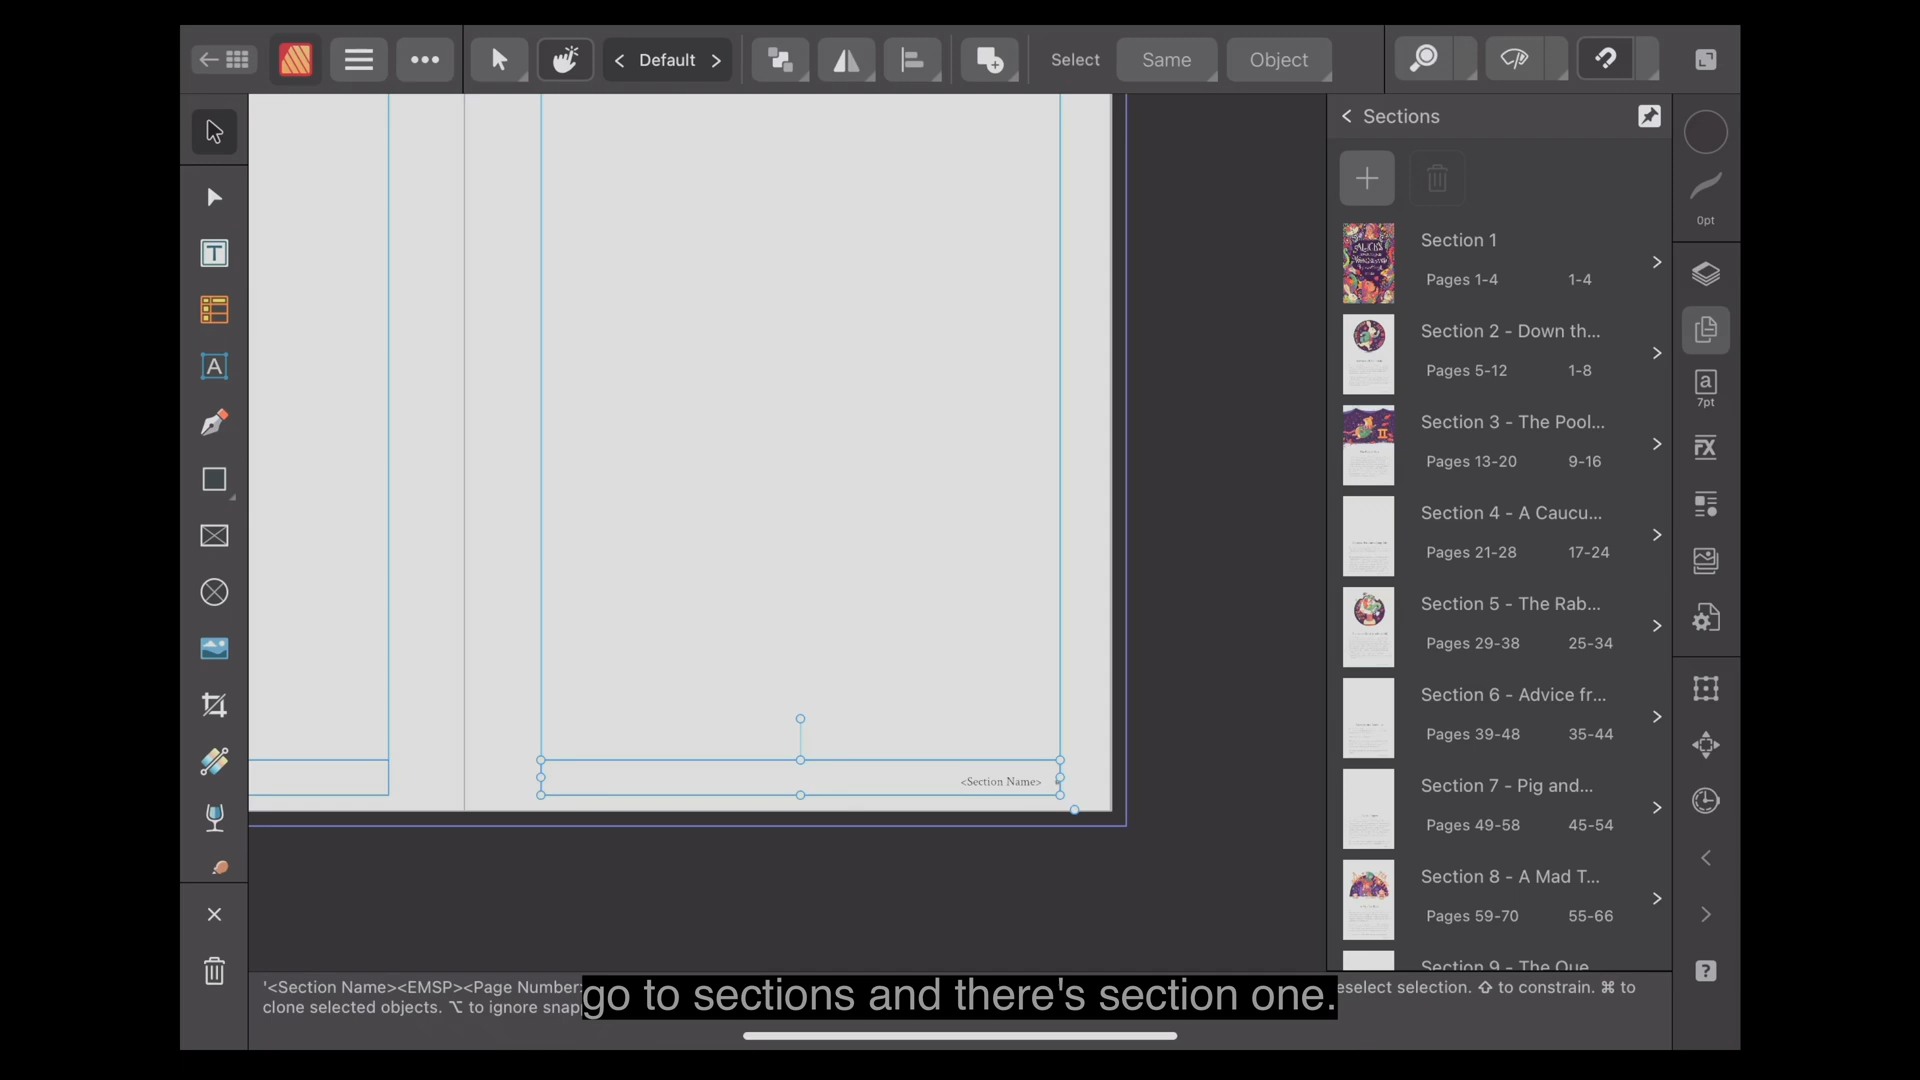 Default
Select
Same
Object
Sections
0pt
Section 1
Pages 1-4 1-4
Section 2 - Down th...
Pages 5-12 1-8
a
7pt
Section 3 - The Pool...
Pages 13-20 9-16
FX
Section 4 - A Caucu...
Pages 21-28 17-24
Section 5 - The Rab...
Pages 29-38 25-34
Section 6 - Advice fr...
Pages 39-48 35-44
<Section Name>
Section 7 - Pig and...
Pages 49-58 45-54
Section 8 - A Mad T...
Pages 59-70 55-66
Section 9 - The Que
T
A
?
'<Section Name><EMSP><Page Number eselect selection. ⇧ to constrain. ⌘ to
clone selected objects. ⌥ to ignore snap
go to sections and there's section one.